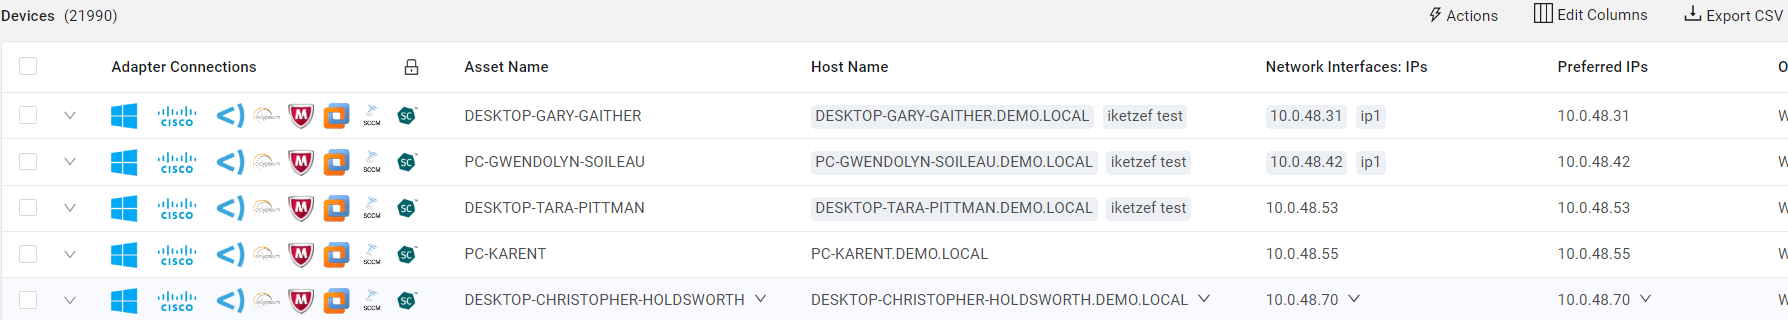 Devices (21990) Actions Edit Columns Export CSV
Adapter Connections Asset Name Host Name Network Interfaces: IPs Preferred IPs O
CISCO M SCCM SC DESKTOP-GARY-GAITHER DESKTOP-GARY-GAITHER.DEMO.LOCAL iketzef test 10.0.48.31 ip1 10.0.48.31 W
CISCO M SCCM SC PC-GWENDOLYN-SOILEAU PC-GWENDOLYN-SOILEAU.DEMO.LOCAL iketzef test 10.0.48.42 ip1 10.0.48.42 W
CISCO M SCCM SC DESKTOP-TARA-PITTMAN DESKTOP-TARA-PITTMAN.DEMO.LOCAL iketzef test 10.0.48.53 10.0.48.53 W
CISCO M SCCM SC PC-KARENT PC-KARENT.DEMO.LOCAL 10.0.48.55 10.0.48.55 W
CISCO M SCCM SC DESKTOP-CHRISTOPHER-HOLDSWORTH DESKTOP-CHRISTOPHER-HOLDSWORTH.DEMO.LOCAL 10.0.48.70 10.0.48.70 W